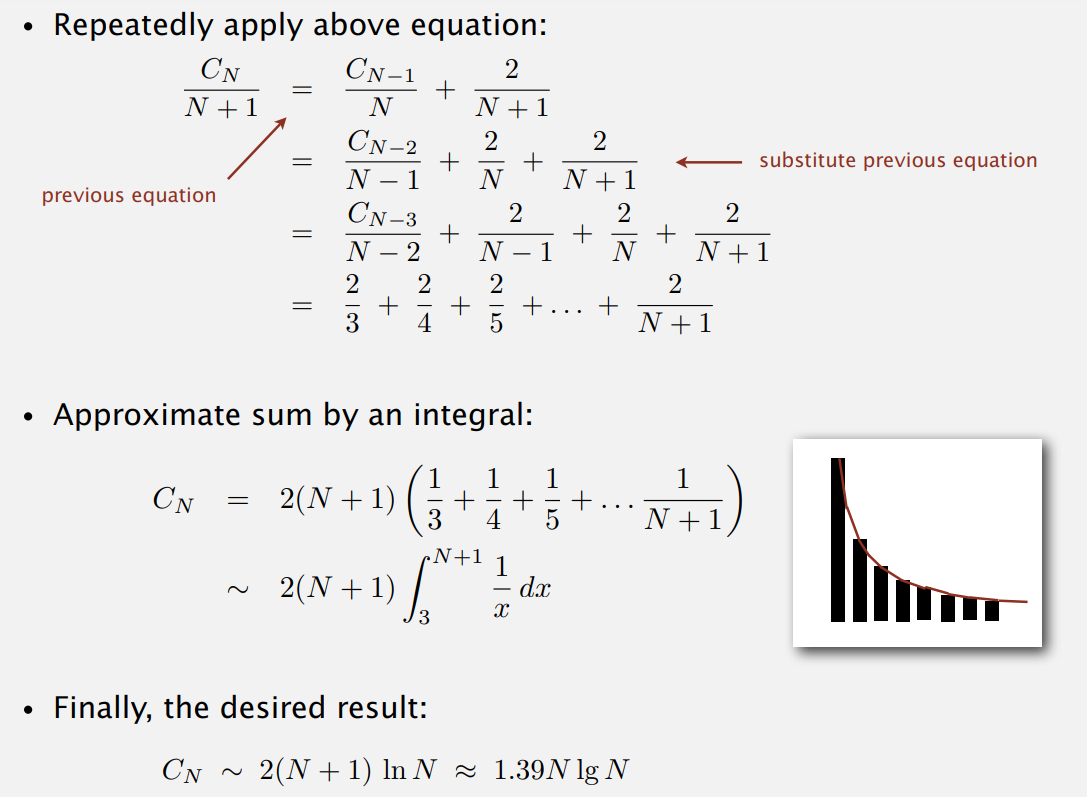 • Repeatedly apply above equation:
\frac{C_N}{N+1} = \frac{C_{N-1}}{N} + \frac{2}{N+1}
= \frac{C_{N-2}}{N-1} + \frac{2}{N} + \frac{2}{N+1} substitute previous equation
previous equation
= \frac{C_{N-3}}{N-2} + \frac{2}{N-1} + \frac{2}{N} + \frac{2}{N+1}
= \frac{2}{3} + \frac{2}{4} + \frac{2}{5} + \ldots + \frac{2}{N+1}
• Approximate sum by an integral:
C_N = 2(N+1) \left( \frac{1}{3} + \frac{1}{4} + \frac{1}{5} + \ldots \frac{1}{N+1} \right)
\sim 2(N+1) \int_3^{N+1} \frac{1}{x} \, dx
• Finally, the desired result:
C_N \sim 2(N+1) \ln N \approx 1.39 N \lg N